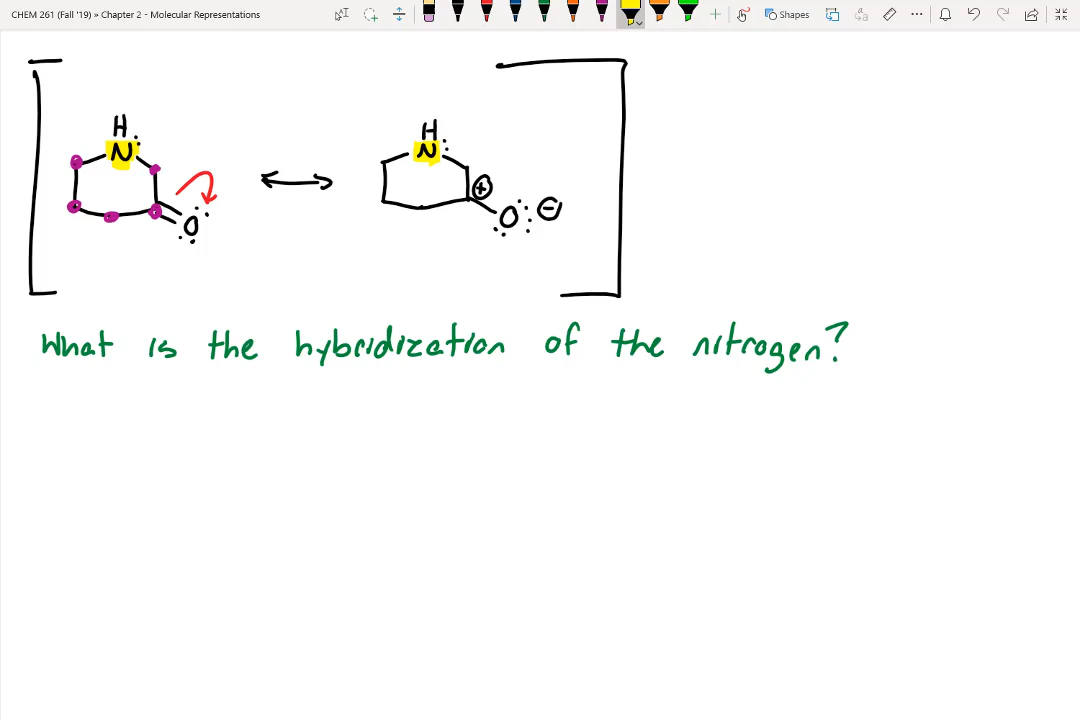 CHEM 261 (Fall '19) » Chapter 2 - Molecular Representations
Shapes
H H
N: N:
⊕
O O: ⊖
What is the hybridization of the nitrogen?